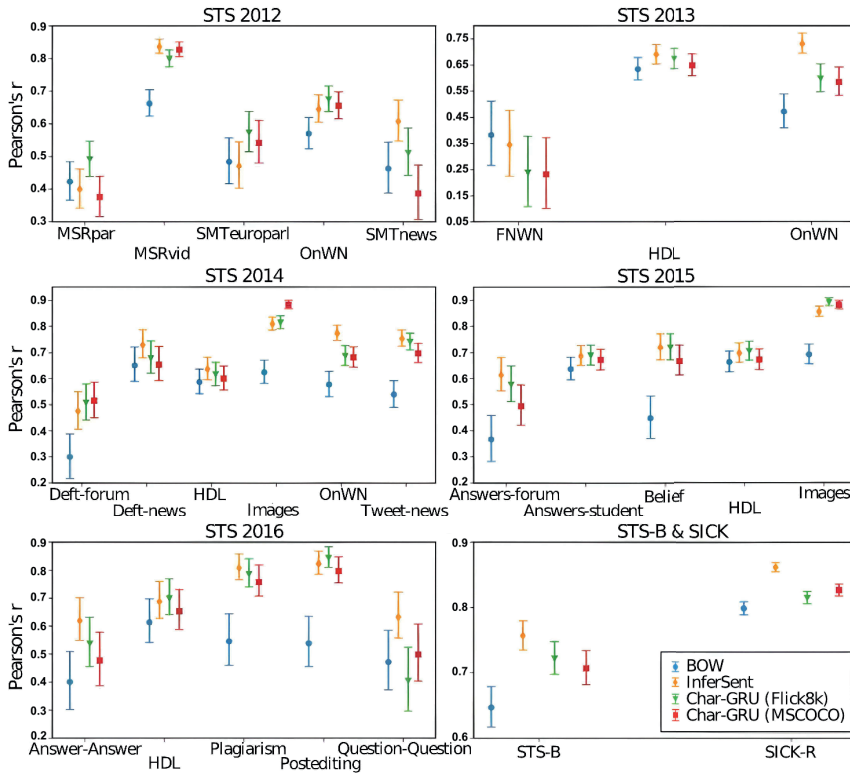 STS 2012
STS 2013
0.9
0.8
0.7
0.6
0.5
0.4
0.3
Pearson's r
MSRpar
SMTeuroparl
SMTnews
MSRvid
OnWN
0.75
0.65
0.55
0.45
0.35
0.25
0.15
0.05
FNWN
OnWN
HDL
STS 2014
STS 2015
0.9
0.8
0.7
0.6
0.5
0.4
0.3
0.2
Pearson's r
Deft-forum
HDL
OnWN
Deft-news
Images
Tweet-news
0.9
0.8
0.7
0.6
0.5
0.4
0.3
0.2
Answers-forum
Belief
Images
Answers-student
HDL
STS 2016
STS-B & SICK
0.9
0.8
0.7
0.6
0.5
0.4
0.3
0.2
Pearson's r
Answer-Answer
Plagiarism
Question-Question
HDL
Postediting
0.9
0.8
0.7
0.6
STS-B
SICK-R
BOW
InferSent
Char-GRU (Flick8k)
Char-GRU (MSCOCO)